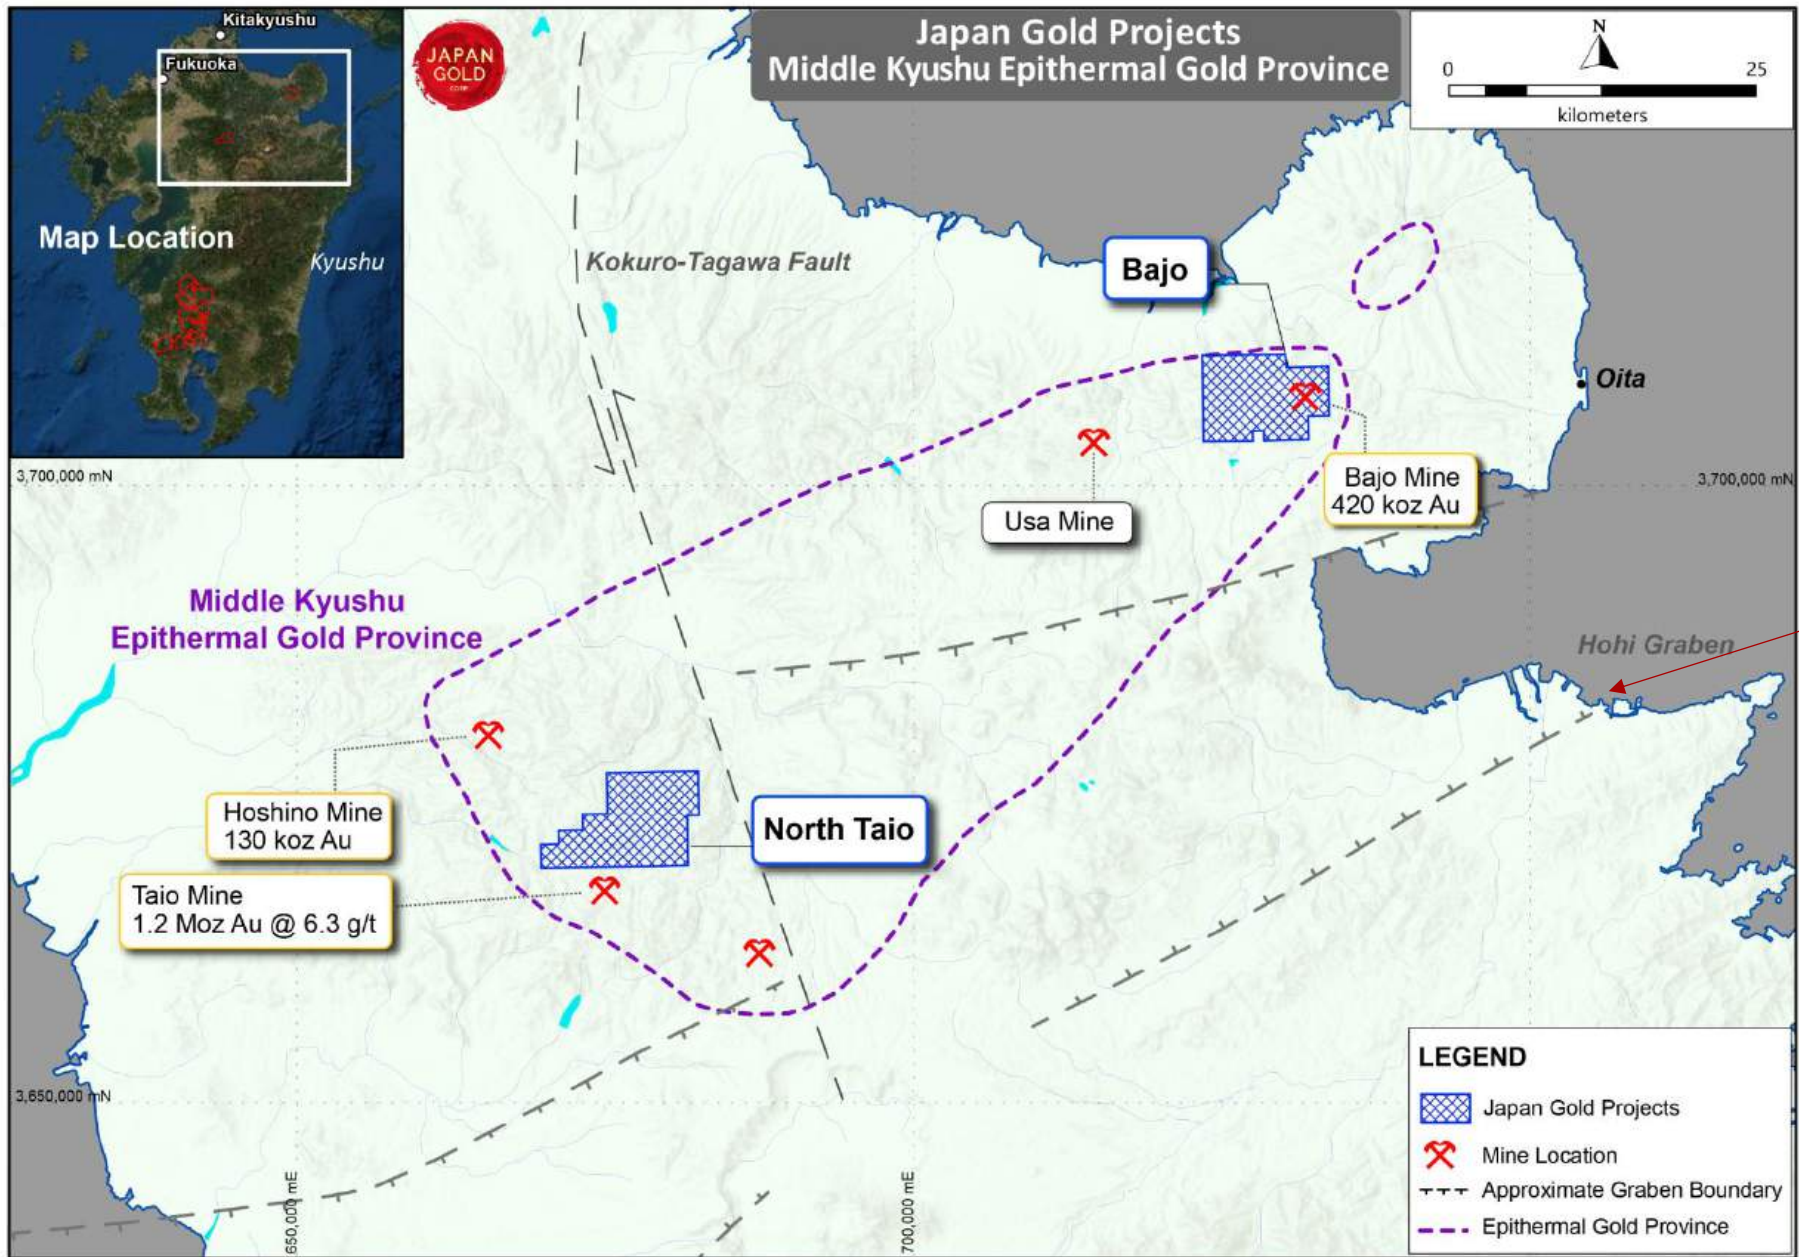 Kitakyushu
Fukuoka
Map Location
Kyushu
JAPAN
GOLD
CORP
Japan Gold Projects
Middle Kyushu Epithermal Gold Province
N
0 25
kilometers
Kokuro-Tagawa Fault
Bajo
Oita
3,700,000 mN
3,700,000 mN
Bajo Mine
420 koz Au
Usa Mine
Middle Kyushu
Epithermal Gold Province
Hohi Graben
Hoshino Mine
130 koz Au
North Taio
Taio Mine
1.2 Moz Au @ 6.3 g/t
3,650,000 mN
650,000 mE
700,000 mE
LEGEND
Japan Gold Projects
Mine Location
Approximate Graben Boundary
Epithermal Gold Province